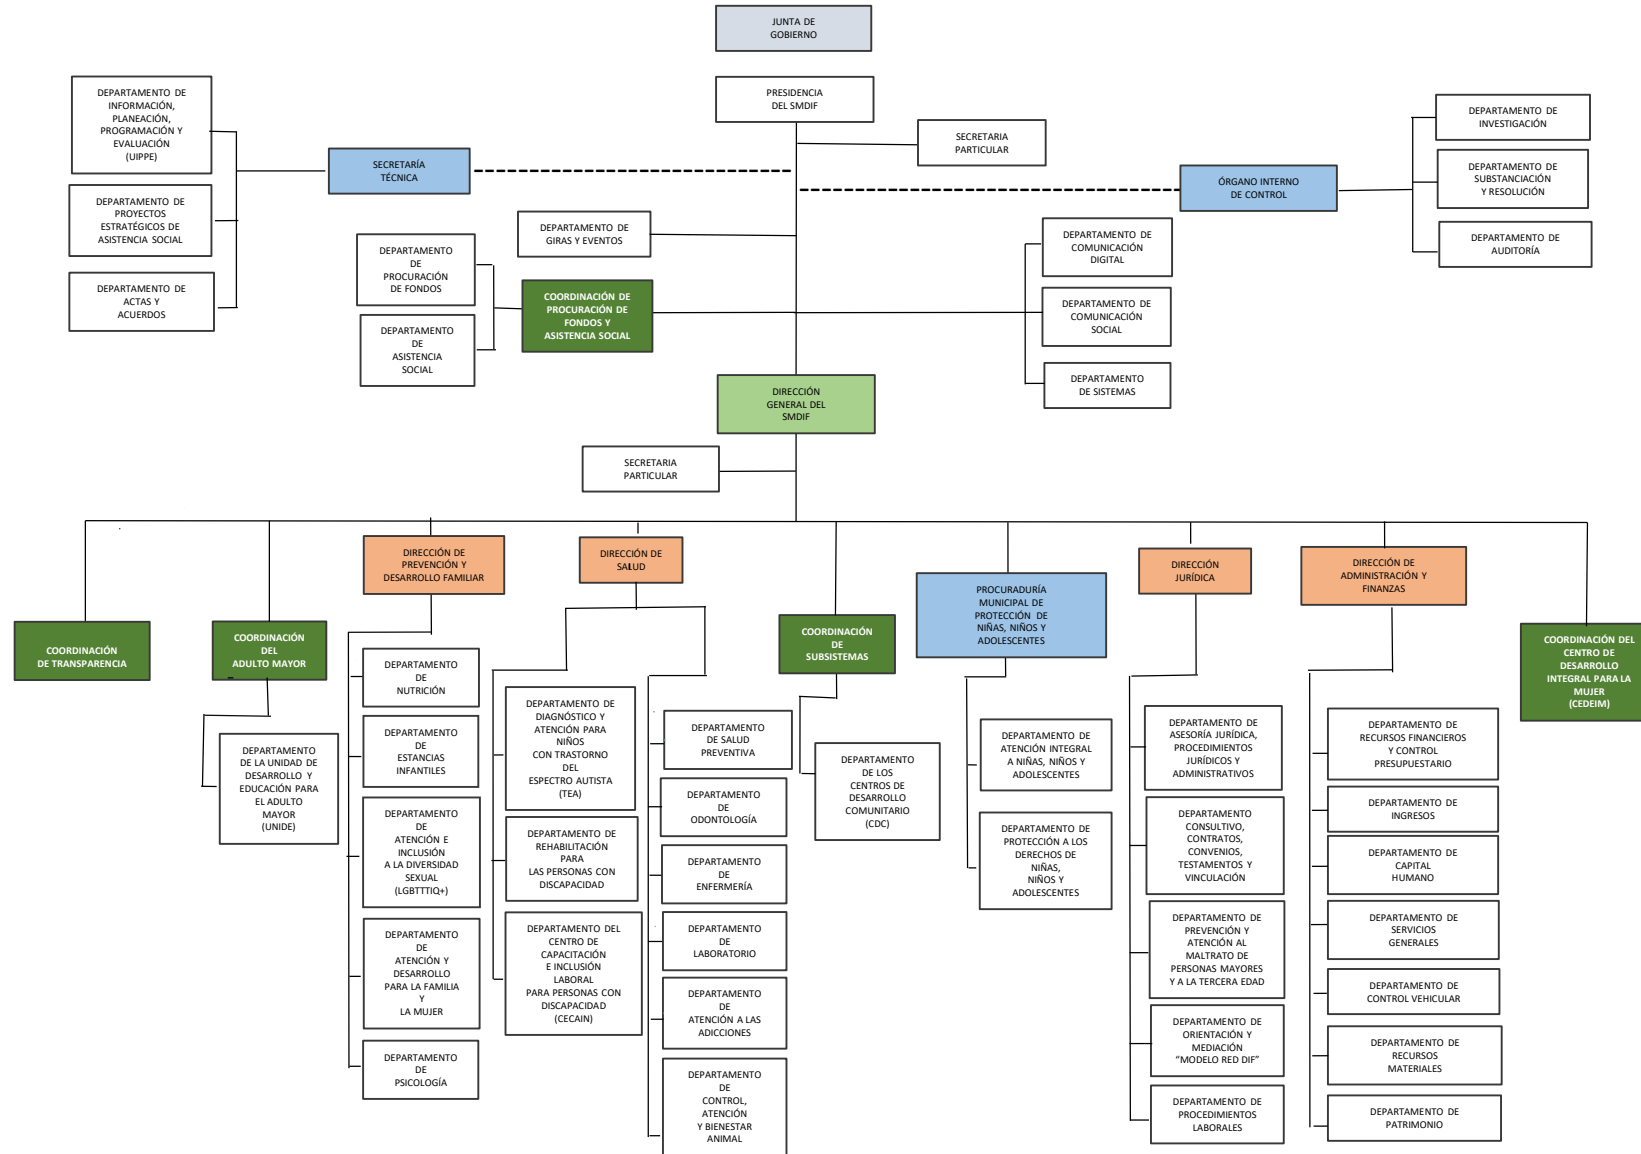 JUNTA DE
GOBIERNO
PRESIDENCIA
DEL SMDIF
SECRETARIA
PARTICULAR
DEPARTAMENTO DE
INFORMACIÓN,
PLANEACIÓN,
PROGRAMACIÓN Y
EVALUACIÓN
(UIPPE)
DEPARTAMENTO DE
PROYECTOS
ESTRATÉGICOS DE
ASISTENCIA SOCIAL
DEPARTAMENTO DE
ACTAS Y
ACUERDOS
SECRETARÍA
TÉCNICA
ÓRGANO INTERNO
DE CONTROL
DEPARTAMENTO DE
INVESTIGACIÓN
DEPARTAMENTO DE
SUBSTANCIACIÓN
Y RESOLUCIÓN
DEPARTAMENTO DE
AUDITORÍA
DEPARTAMENTO DE
GIRAS Y EVENTOS
DEPARTAMENTO
DE
PROCURACIÓN
DE FONDOS
DEPARTAMENTO
DE
ASISTENCIA
SOCIAL
COORDINACIÓN DE
PROCURACIÓN DE
FONDOS Y
ASISTENCIA SOCIAL
DEPARTAMENTO DE
COMUNICACIÓN
DIGITAL
DEPARTAMENTO DE
COMUNICACIÓN
SOCIAL
DEPARTAMENTO
DE SISTEMAS
DIRECCIÓN
GENERAL DEL
SMDIF
SECRETARIA
PARTICULAR
COORDINACIÓN
DE TRANSPARENCIA
COORDINACIÓN
DEL
ADULTO MAYOR
DEPARTAMENTO
DE LA UNIDAD DE
DESARROLLO Y
EDUCACIÓN PARA
EL ADULTO
MAYOR
(UNIDE)
DIRECCIÓN DE
PREVENCIÓN Y
DESARROLLO FAMILIAR
DEPARTAMENTO
DE
NUTRICIÓN
DEPARTAMENTO
DE
ESTANCIAS
INFANTILES
DEPARTAMENTO
DE
ATENCIÓN E
INCLUSIÓN
A LA DIVERSIDAD
SEXUAL
(LGBTTTIQ+)
DEPARTAMENTO
DE
ATENCIÓN Y
DESARROLLO
PARA LA FAMILIA
Y
LA MUJER
DEPARTAMENTO
DE
PSICOLOGÍA
DIRECCIÓN DE
SALUD
DEPARTAMENTO DE
DIAGNÓSTICO Y
ATENCIÓN PARA
NIÑOS
CON TRASTORNO
DEL
ESPECTRO AUTISTA
(TEA)
DEPARTAMENTO DE
REHABILITACIÓN
PARA
LAS PERSONAS CON
DISCAPACIDAD
DEPARTAMENTO DEL
CENTRO DE
CAPACITACIÓN
E INCLUSIÓN
LABORAL
PARA PERSONAS CON
DISCAPACIDAD
(CECAIN)
DEPARTAMENTO
DE SALUD
PREVENTIVA
DEPARTAMENTO
DE
ODONTOLOGÍA
DEPARTAMENTO
DE
ENFERMERÍA
DEPARTAMENTO
DE
LABORATORIO
DEPARTAMENTO
DE
ATENCIÓN A LAS
ADICCIONES
DEPARTAMENTO
DE
CONTROL,
ATENCIÓN
Y BIENESTAR
ANIMAL
COORDINACIÓN
DE
SUBSISTEMAS
DEPARTAMENTO
DE LOS
CENTROS DE
DESARROLLO
COMUNITARIO
(CDC)
PROCURADURÍA
MUNICIPAL DE
PROTECCIÓN DE
NIÑAS, NIÑOS Y
ADOLESCENTES
DEPARTAMENTO DE
ATENCIÓN INTEGRAL
A NIÑAS, NIÑOS Y
ADOLESCENTES
DEPARTAMENTO DE
PROTECCIÓN A LOS
DERECHOS DE
NIÑAS,
NIÑOS Y
ADOLESCENTES
DIRECCIÓN
JURÍDICA
DEPARTAMENTO DE
ASESORÍA JURÍDICA,
PROCEDIMIENTOS
JURÍDICOS Y
ADMINISTRATIVOS
DEPARTAMENTO
CONSULTIVO,
CONTRATOS,
CONVENIOS,
TESTAMENTOS Y
VINCULACIÓN
DEPARTAMENTO DE
PREVENCIÓN Y
ATENCIÓN AL
MALTRATO DE
PERSONAS MAYORES
Y A LA TERCERA EDAD
DEPARTAMENTO DE
ORIENTACIÓN Y
MEDIACIÓN
“MODELO RED DIF”
DEPARTAMENTO DE
PROCEDIMIENTOS
LABORALES
DIRECCIÓN DE
ADMINISTRACIÓN Y
FINANZAS
DEPARTAMENTO DE
RECURSOS FINANCIEROS
Y CONTROL
PRESUPUESTARIO
DEPARTAMENTO DE
INGRESOS
DEPARTAMENTO DE
CAPITAL
HUMANO
DEPARTAMENTO DE
SERVICIOS
GENERALES
DEPARTAMENTO DE
CONTROL VEHICULAR
DEPARTAMENTO DE
RECURSOS
MATERIALES
DEPARTAMENTO DE
PATRIMONIO
COORDINACIÓN DEL
CENTRO DE
DESARROLLO
INTEGRAL PARA LA
MUJER
(CEDEIM)